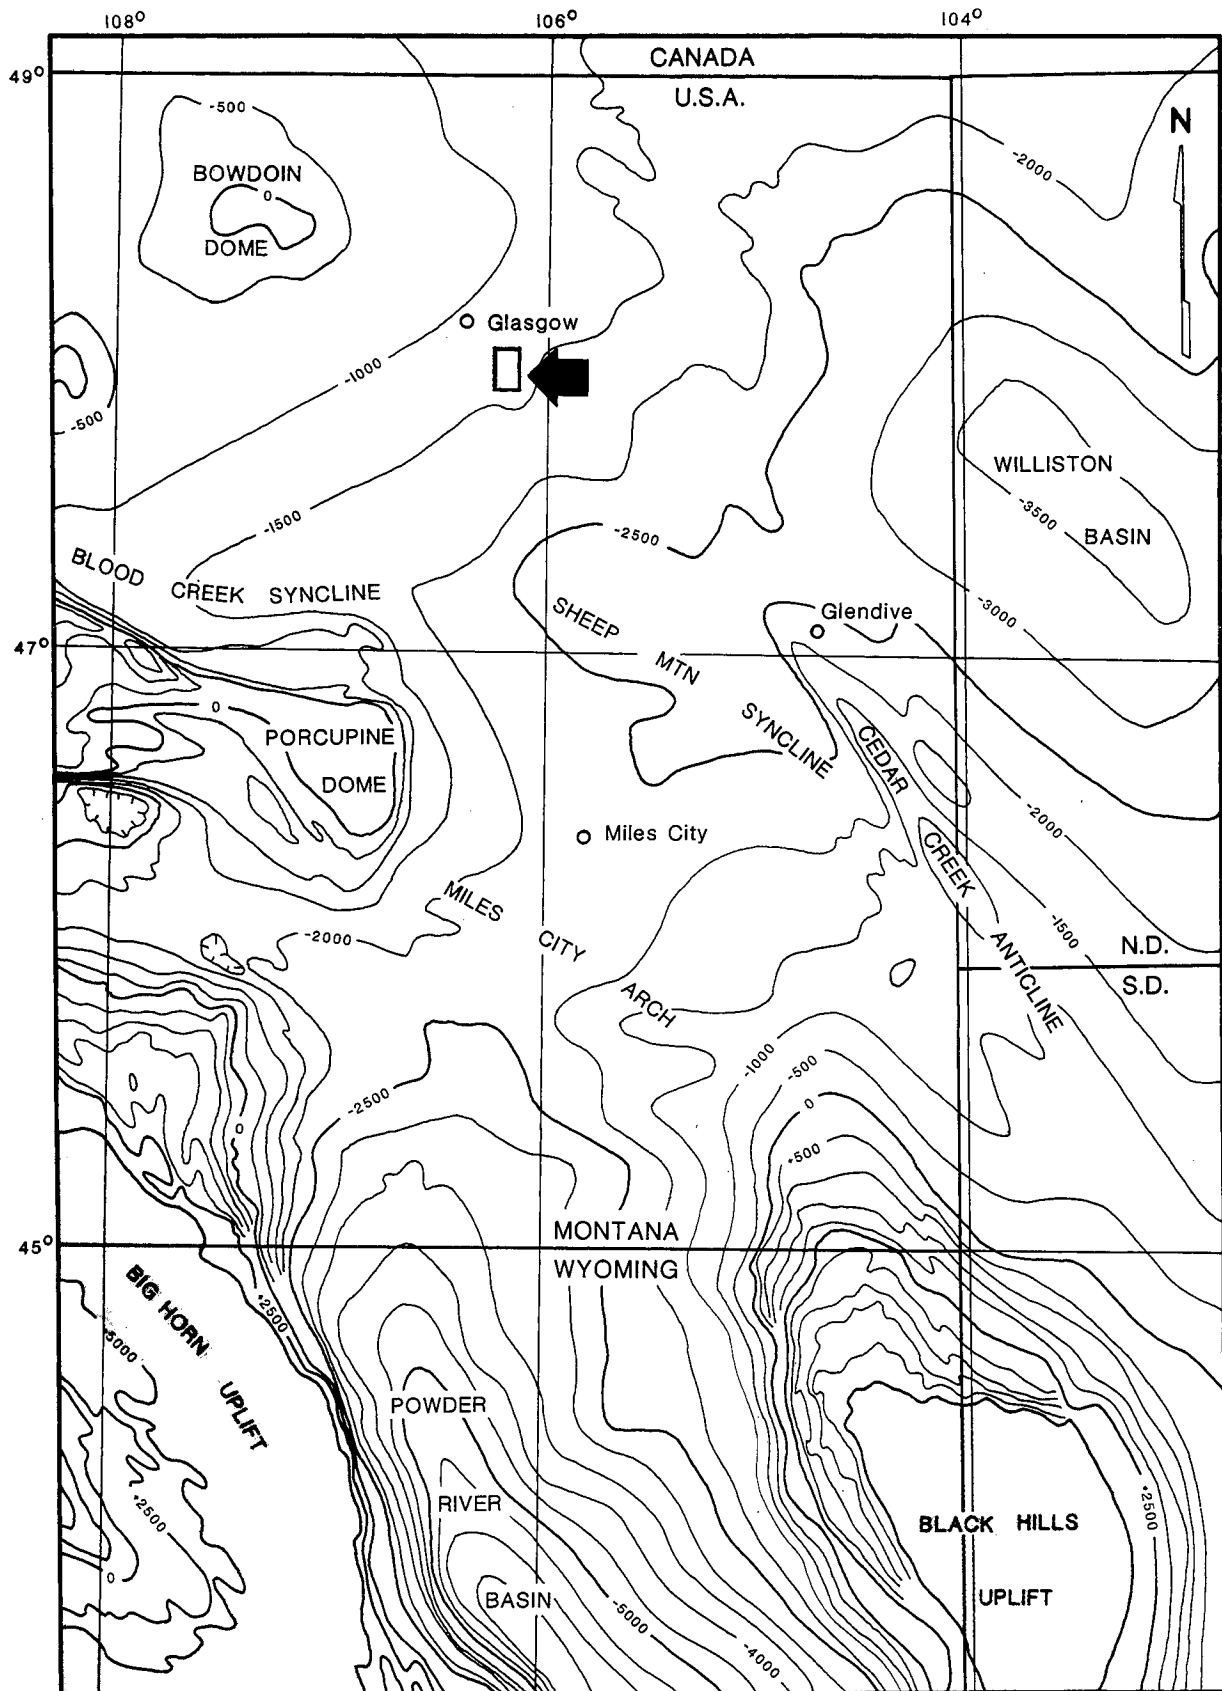 108° 106° 104°
49°
CANADA
U.S.A.
N
-500
BOWDOIN
0
DOME
-2000
Glasgow
-1000
-500
WILLISTON
-3500
BASIN
-1500
-2500
BLOOD CREEK SYNCLINE
SHEEP MTN SYNCLINE
Glendive
-3000
47°
0
PORCUPINE
DOME
CEDAR CREEK ANTICLINE
-2000
Miles City
MILES CITY ARCH
-1500
-2000
N.D.
S.D.
-1000
-500
0
+500
0
0
-2500
45°
MONTANA
WYOMING
BIG HORN UPLIFT
+2500
+5000
POWDER
RIVER
BASIN
+2500
0
-5000
-4000
BLACK HILLS
UPLIFT
+2500